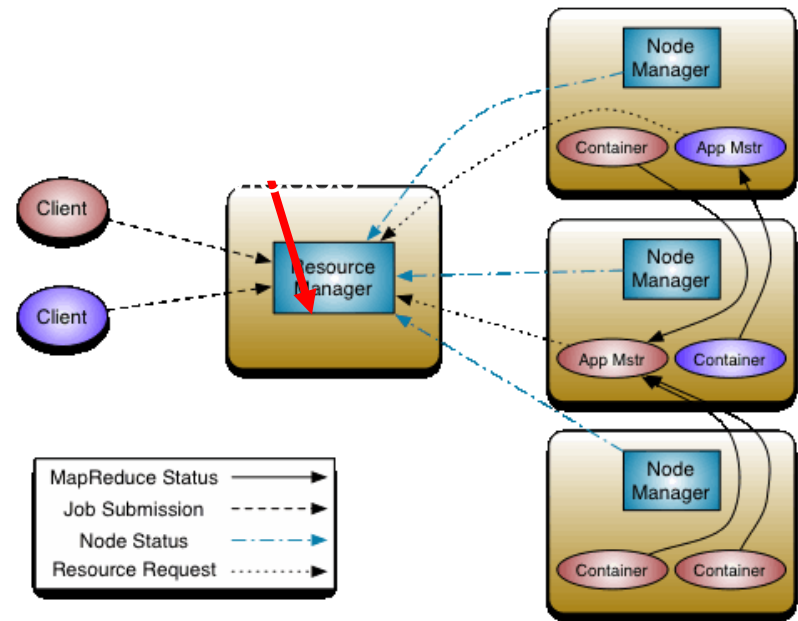 Node
Manager
Container
App Mstr
Client
Resource
Manager
Node
Manager
Client
App Mstr
Container
Node
Manager
MapReduce Status
Job Submission
Node Status
Resource Request
Container
Container